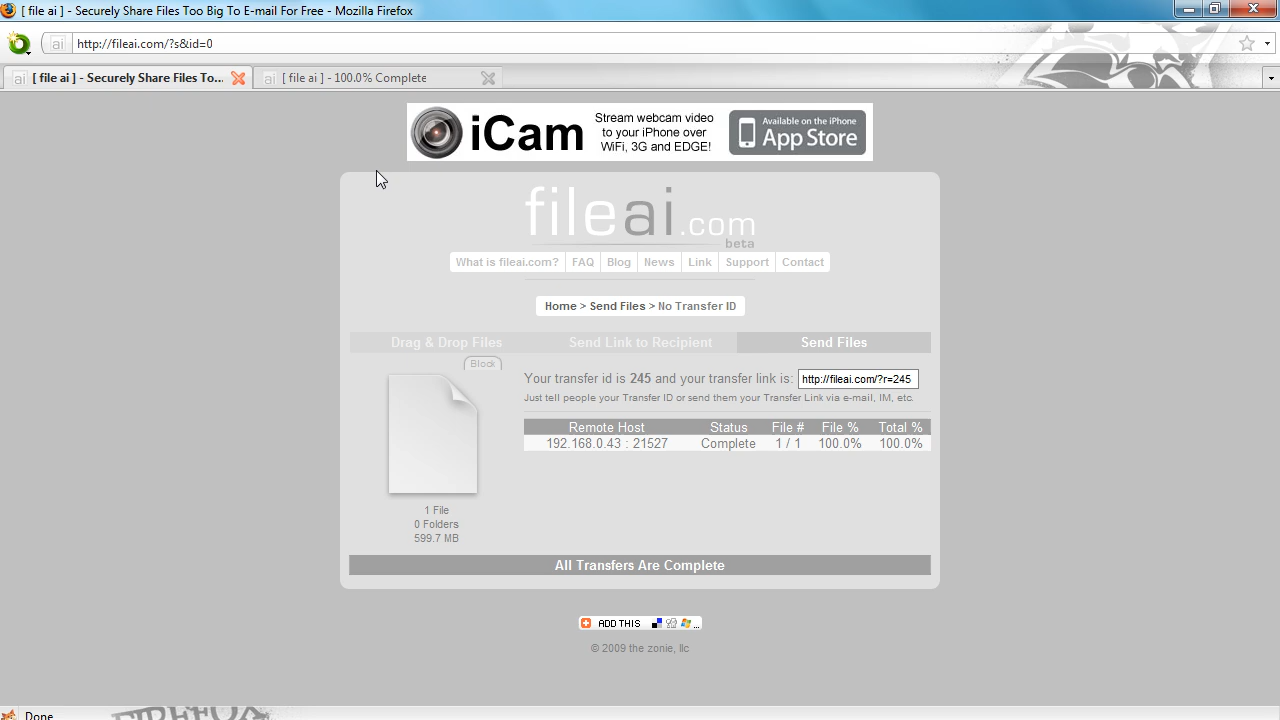 [ file ai ] - Securely Share Files Too Big To E-mail For Free - Mozilla Firefox
ai http://fileai.com/?s&id=0
ai [ file ai ] - Securely Share Files To... ai [ file ai ] - 100.0% Complete
iCam
Stream webcam video
to your iPhone over
WiFi, 3G and EDGE!
Available on the iPhone
App Store
fileai.com
beta
What is fileai.com? FAQ Blog News Link Support Contact
Home > Send Files > No Transfer ID
Drag & Drop Files Send Link to Recipient Send Files
Block
Your transfer id is 245 and your transfer link is: http://fileai.com/?r=245
Just tell people your Transfer ID or send them your Transfer Link via e-mail, IM, etc.
Remote Host Status File # File % Total %
192.168.0.43 : 21527 Complete 1 / 1 100.0% 100.0%
1 File
0 Folders
599.7 MB
All Transfers Are Complete
ADD THIS ...
© 2009 the zonie, llc
Done
FIREFOX